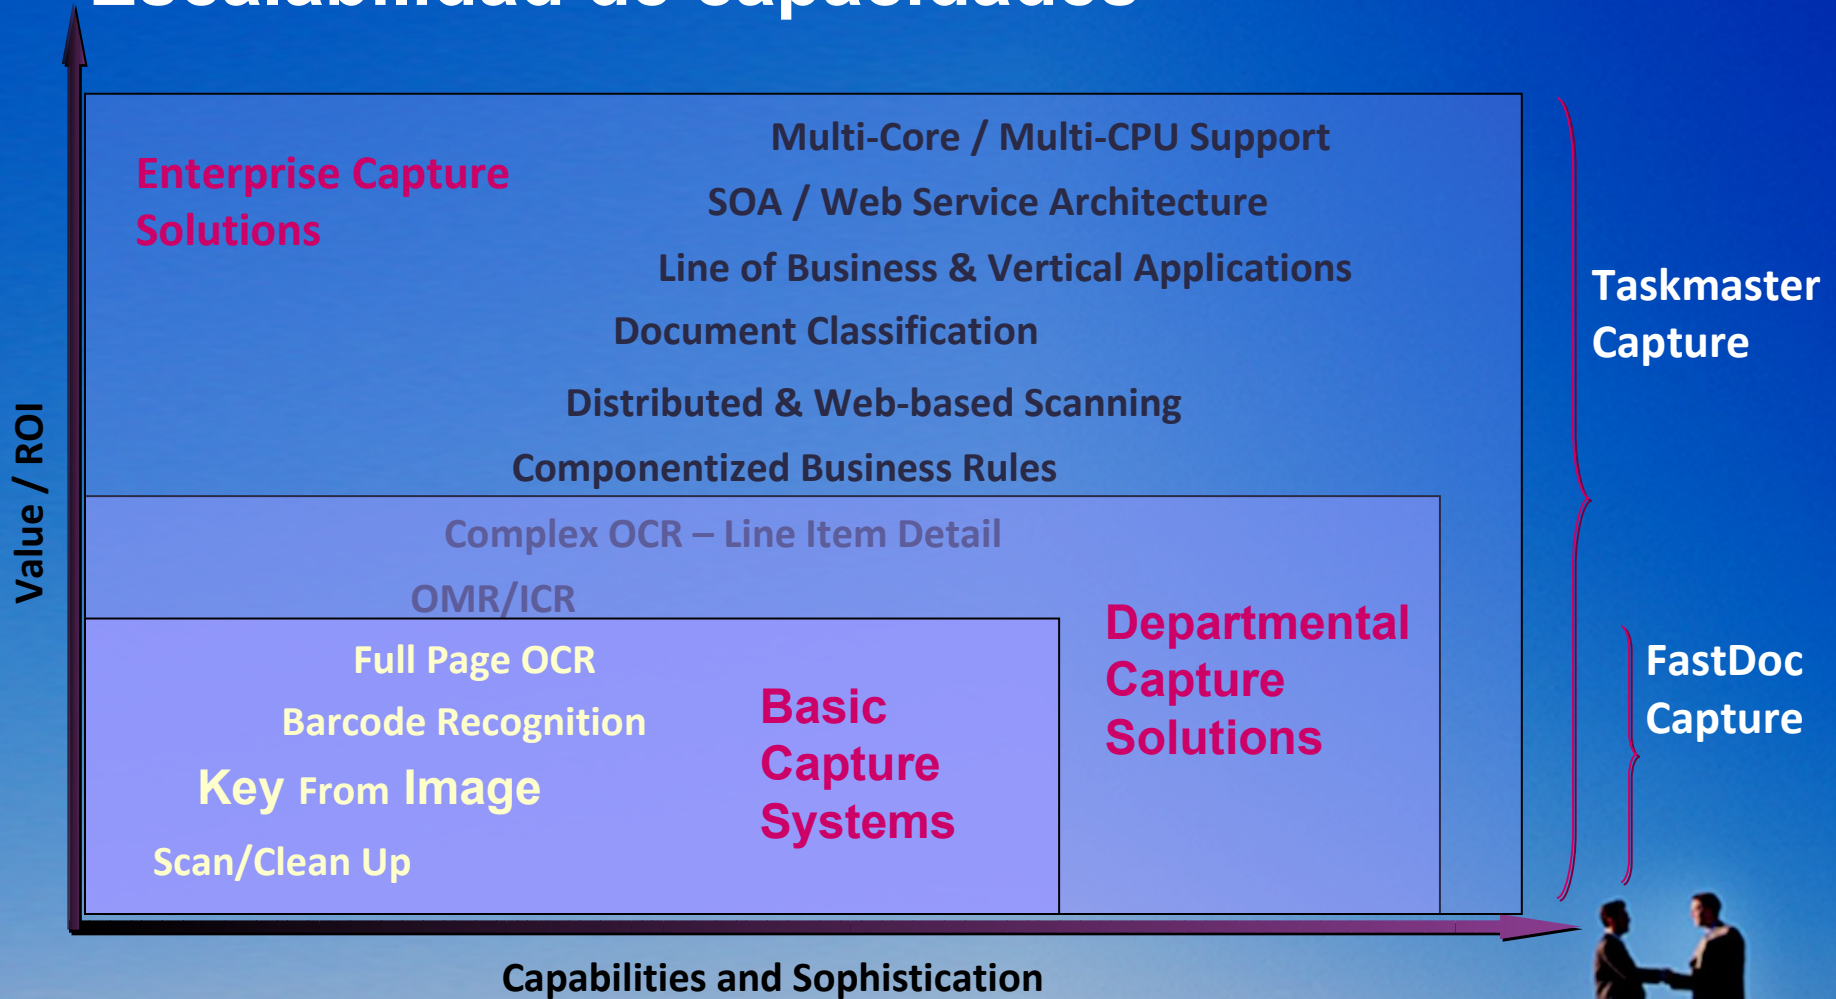 Escalabilidad de capacidades
Multi-Core / Multi-CPU Support
Enterprise Capture
Solutions
SOA / Web Service Architecture
Line of Business & Vertical Applications
Document Classification
Distributed & Web-based Scanning
Componentized Business Rules
Complex OCR – Line Item Detail
OMR/ICR
Full Page OCR
Barcode Recognition
Key From Image
Scan/Clean Up
Basic
Capture
Systems
Departmental
Capture
Solutions
Taskmaster
Capture
FastDoc
Capture
Value / ROI
Capabilities and Sophistication